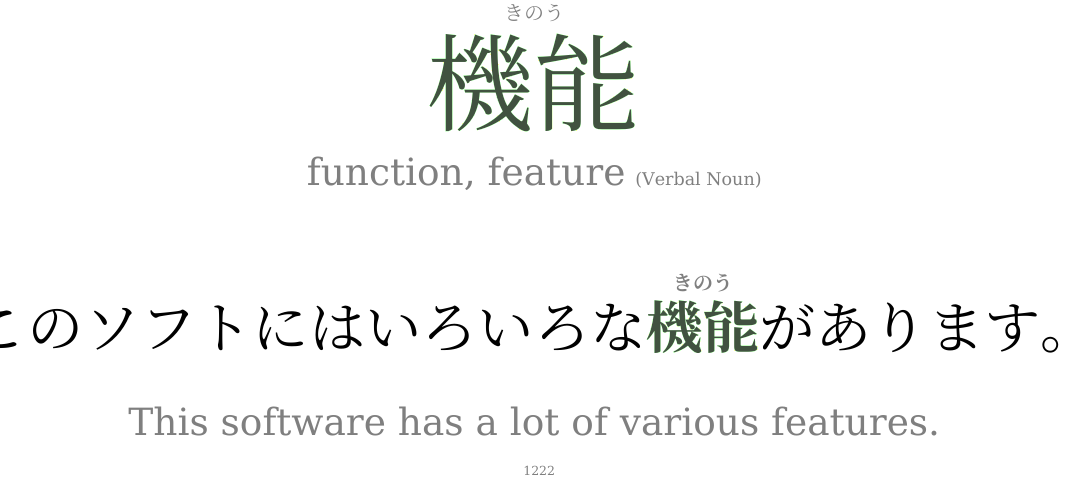 きのう
機能
function, feature (Verbal Noun)
きのう
このソフトにはいろいろな機能があります。
This software has a lot of various features.
1222